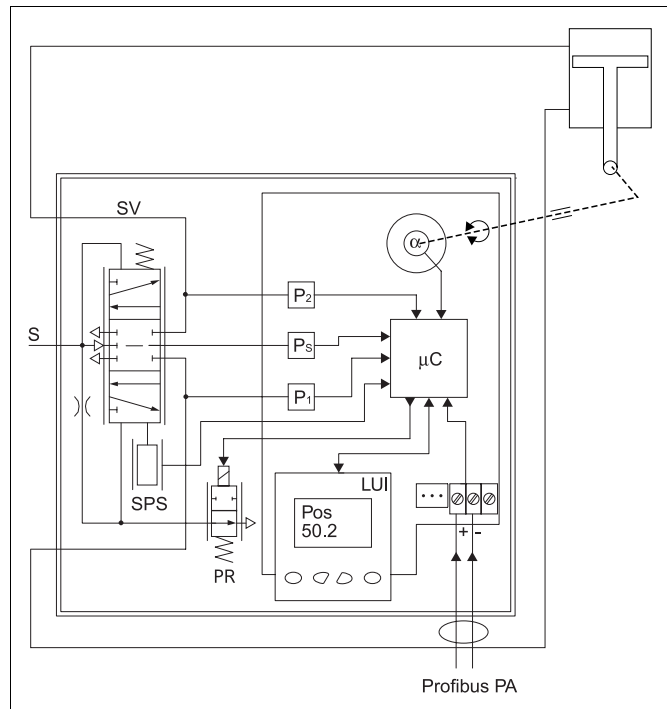 SV
α
P2
S
PS
μC
P1
SPS
LUI
Pos
50.2
...
+ -
PR
Profibus PA